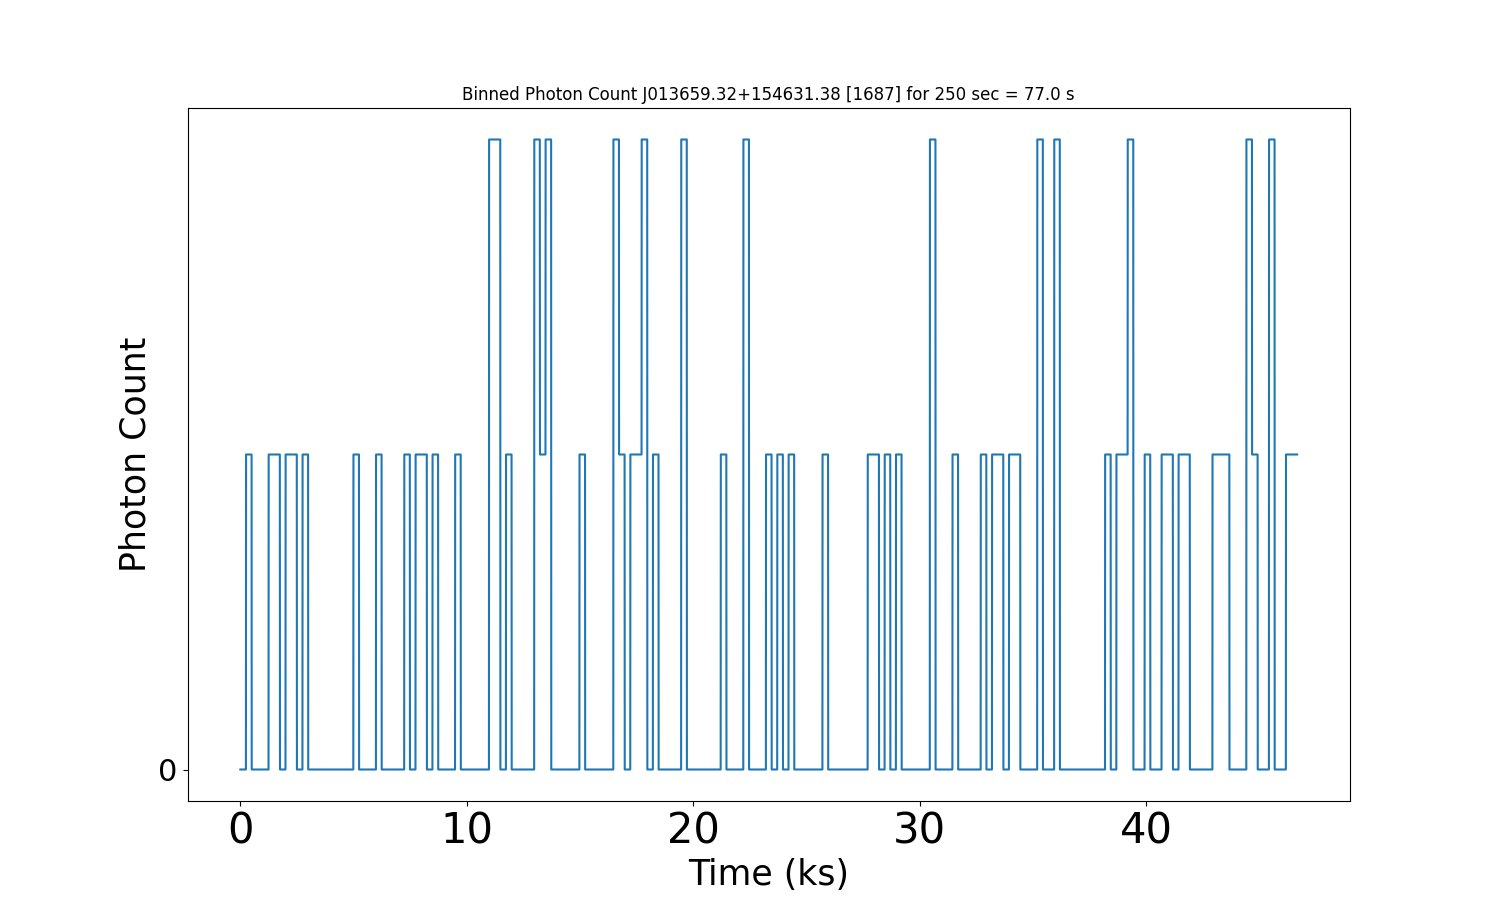 Binned Photon Count J013659.32+154631.38 [1687] for 250 sec = 77.0 s
Photon Count
0
0 10 20 30 40
Time (ks)